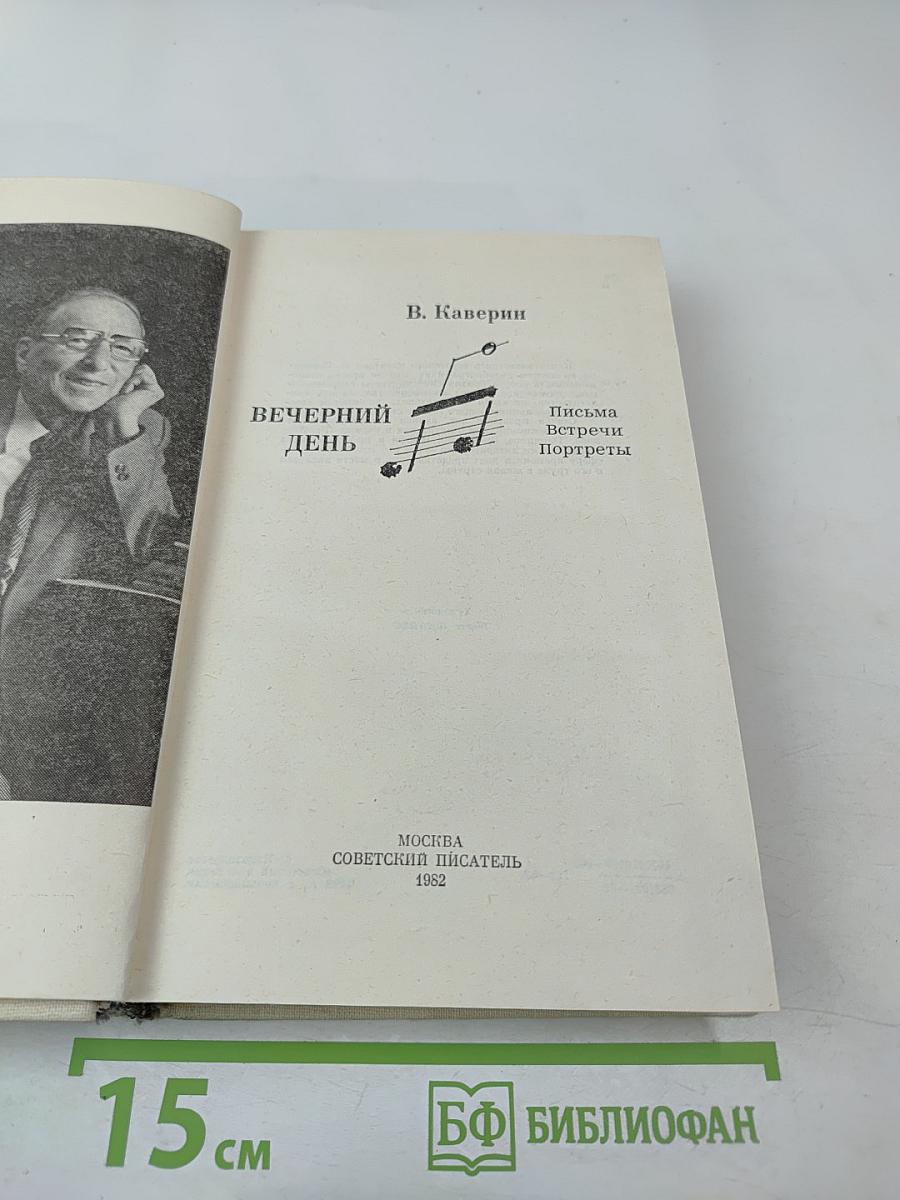 В. Каверин
ВЕЧЕРНИЙ
ДЕНЬ
Письма
Встречи
Портреты
МОСКВА
СОВЕТСКИЙ ПИСАТЕЛЬ
1982
15 см
БФ БИБЛИОФАН